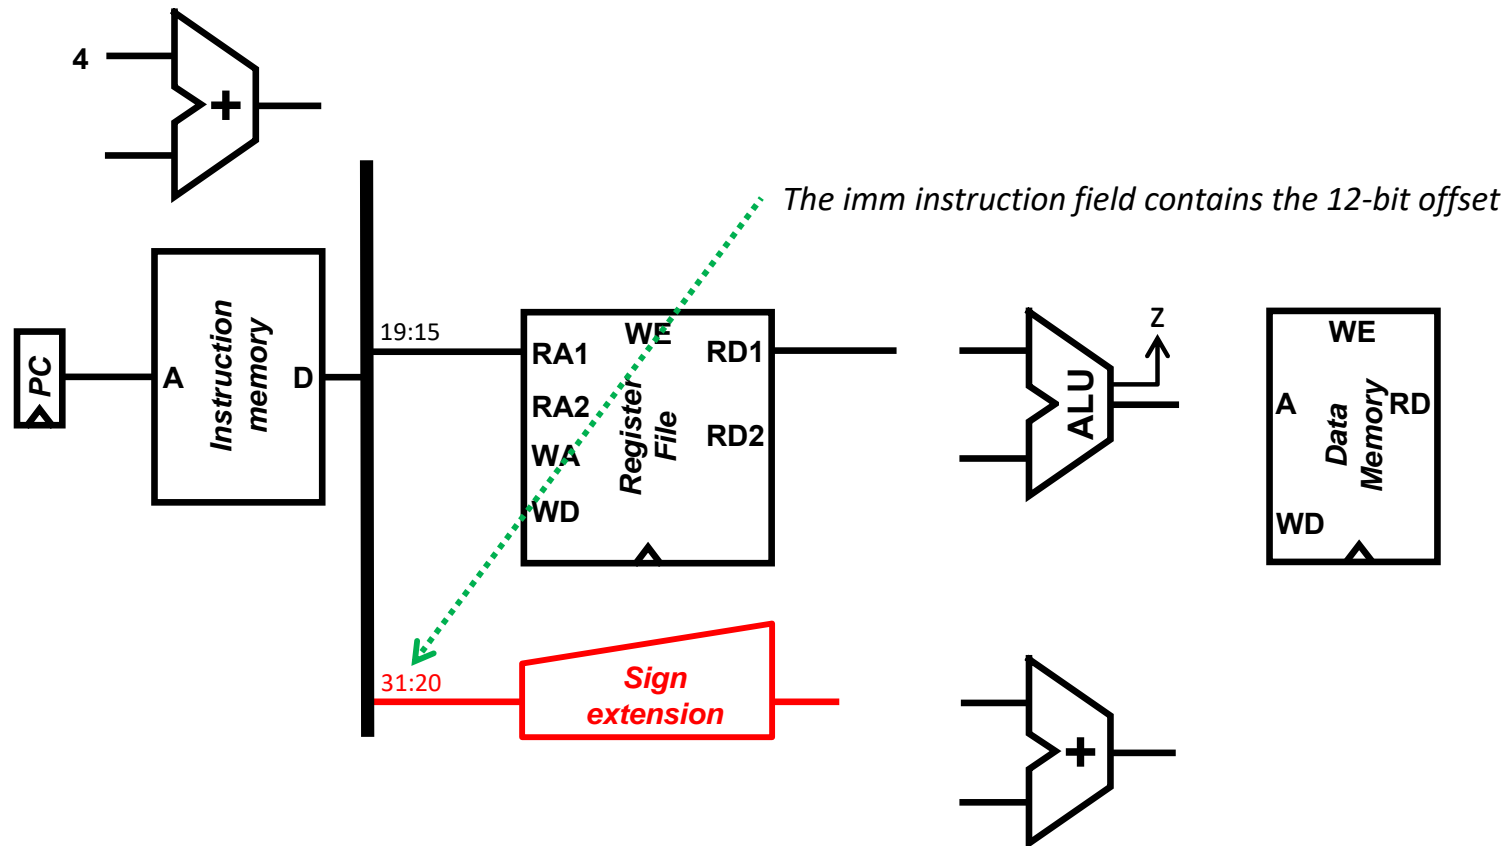 4
+
The imm instruction field contains the 12-bit offset
PC
A
Instruction
memory
D
19:15
RA1
RA2
WA
WD
WE
Register
File
RD1
RD2
ALU
Z
WE
A
RD
WD
Data
Memory
31:20
Sign
extension
+